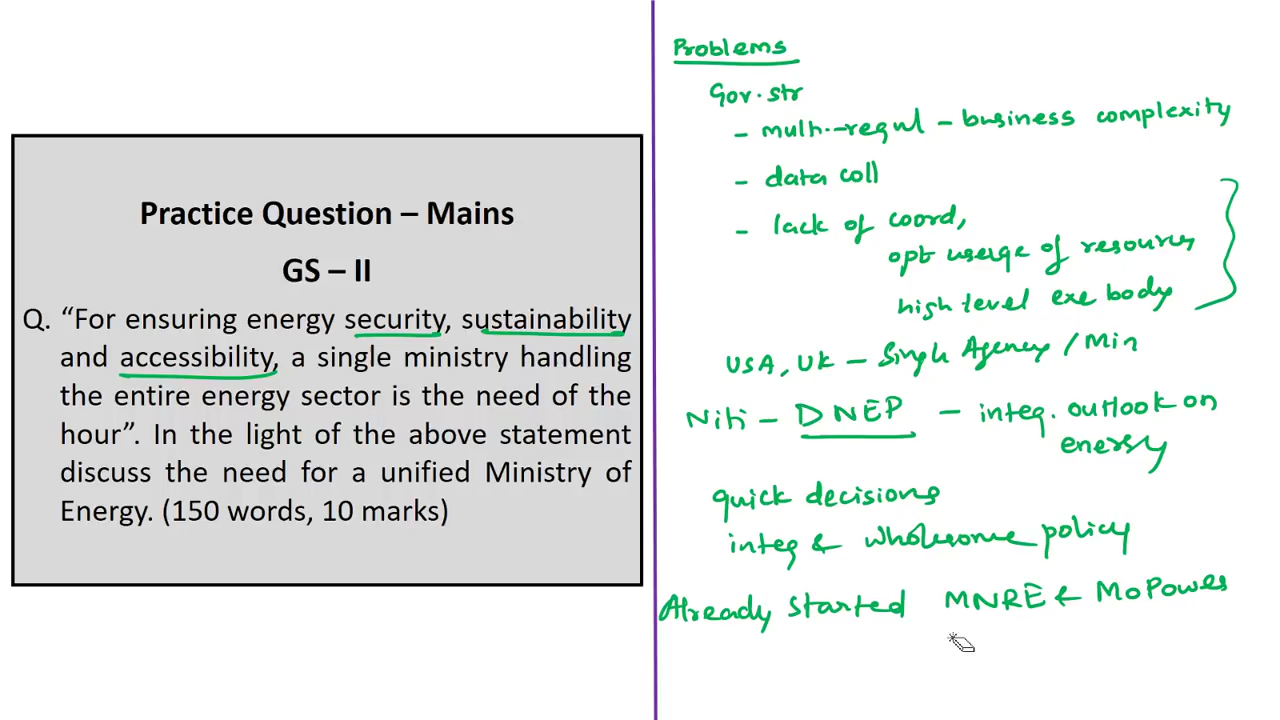 Practice Question – Mains
GS – II
Q. “For ensuring energy security, sustainability
and accessibility, a single ministry handling
the entire energy sector is the need of the
hour”. In the light of the above statement
discuss the need for a unified Ministry of
Energy. (150 words, 10 marks)
Problems
Gov. str
- multi-regul - business complexity
- data coll
- lack of coord,
opt userge of resources
high level exe body
USA, UK - Single Agency / Min
Niti - DNEP - integ. outlook on
energy
quick decisions
integ & wholesome policy
Already Started MNRE & MoPower